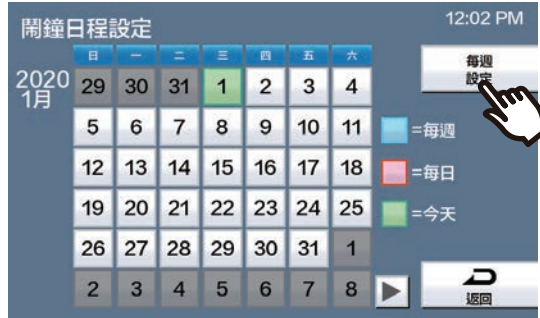 鬧鐘日程設定
12:02 PM
2020
1月
日 一 二 三 四 五 六
29 30 31 1 2 3 4
5 6 7 8 9 10 11
12 13 14 15 16 17 18
19 20 21 22 23 24 25
26 27 28 29 30 31 1
2 3 4 5 6 7 8
每週
設定
=每週
=每日
=今天
返回